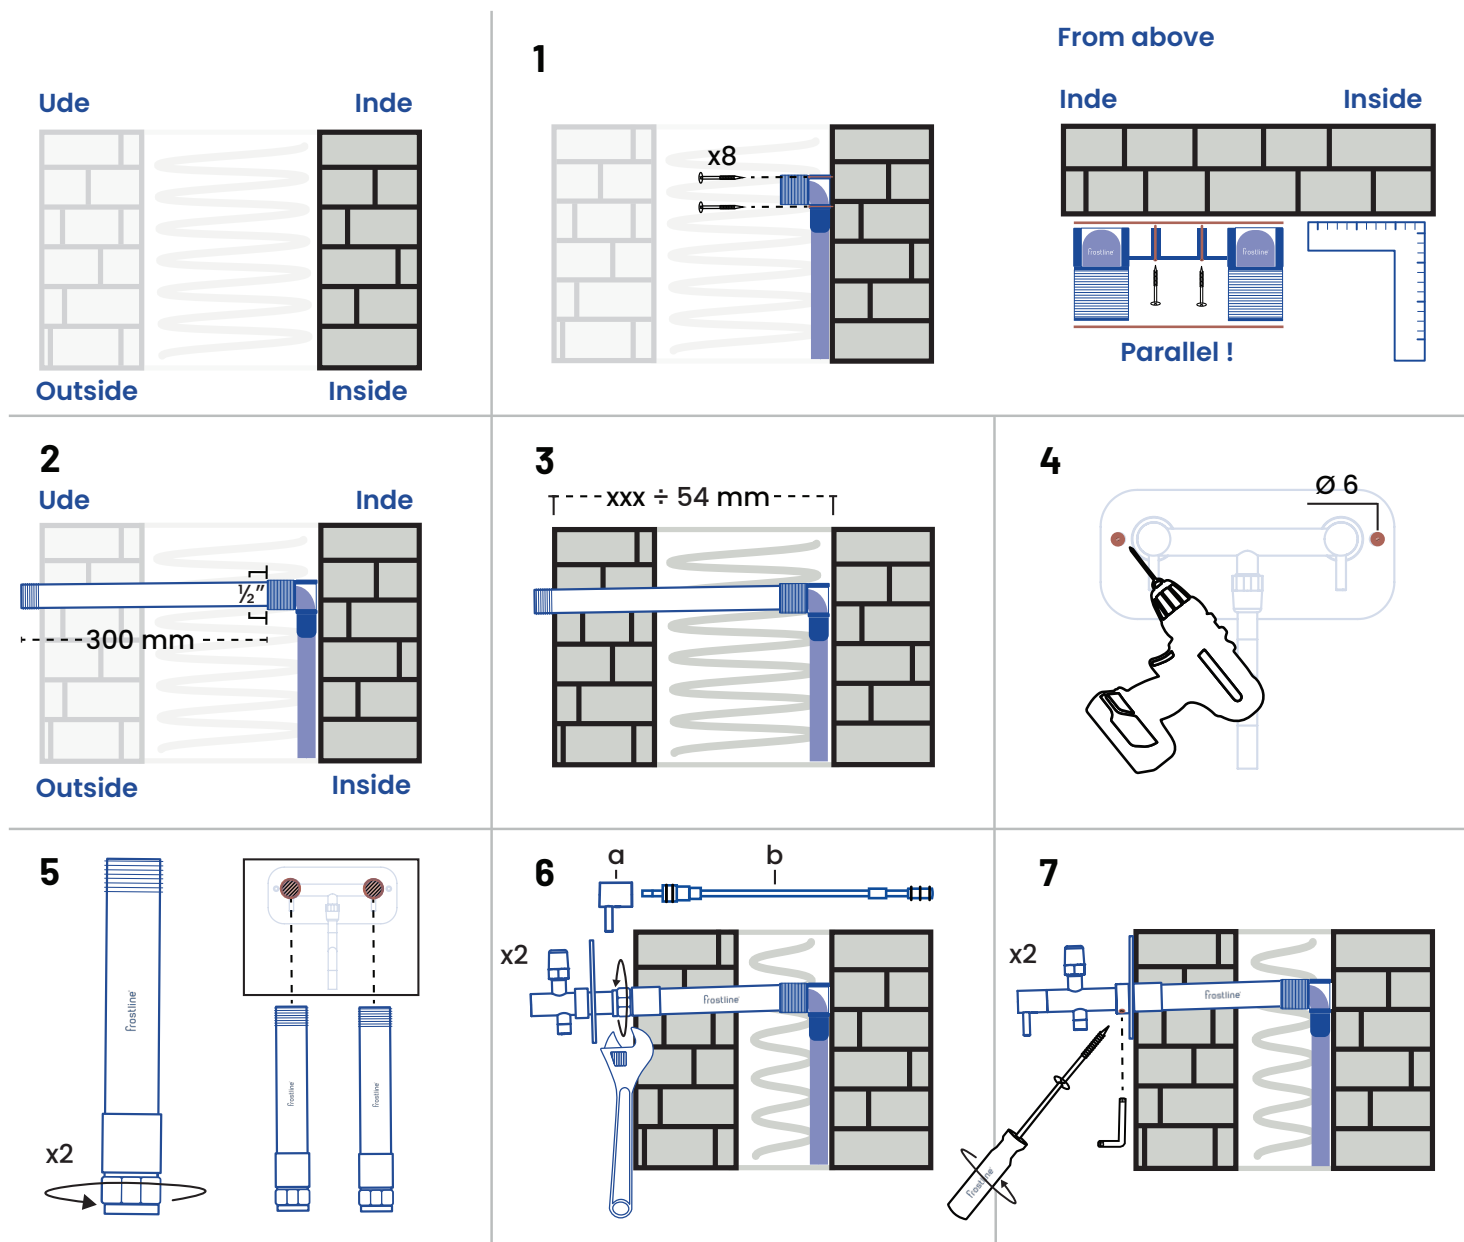 Ude Inde
Outside Inside
1
x8
From above
Inde Inside
frostline frostline
Parallel !
2
Ude Inde
½”
300 mm
Outside Inside
3
xxx ÷ 54 mm
4
Ø 6
5
frostline
frostline frostline
x2
6
a b
x2
frostline
7
x2
frostline
frostline